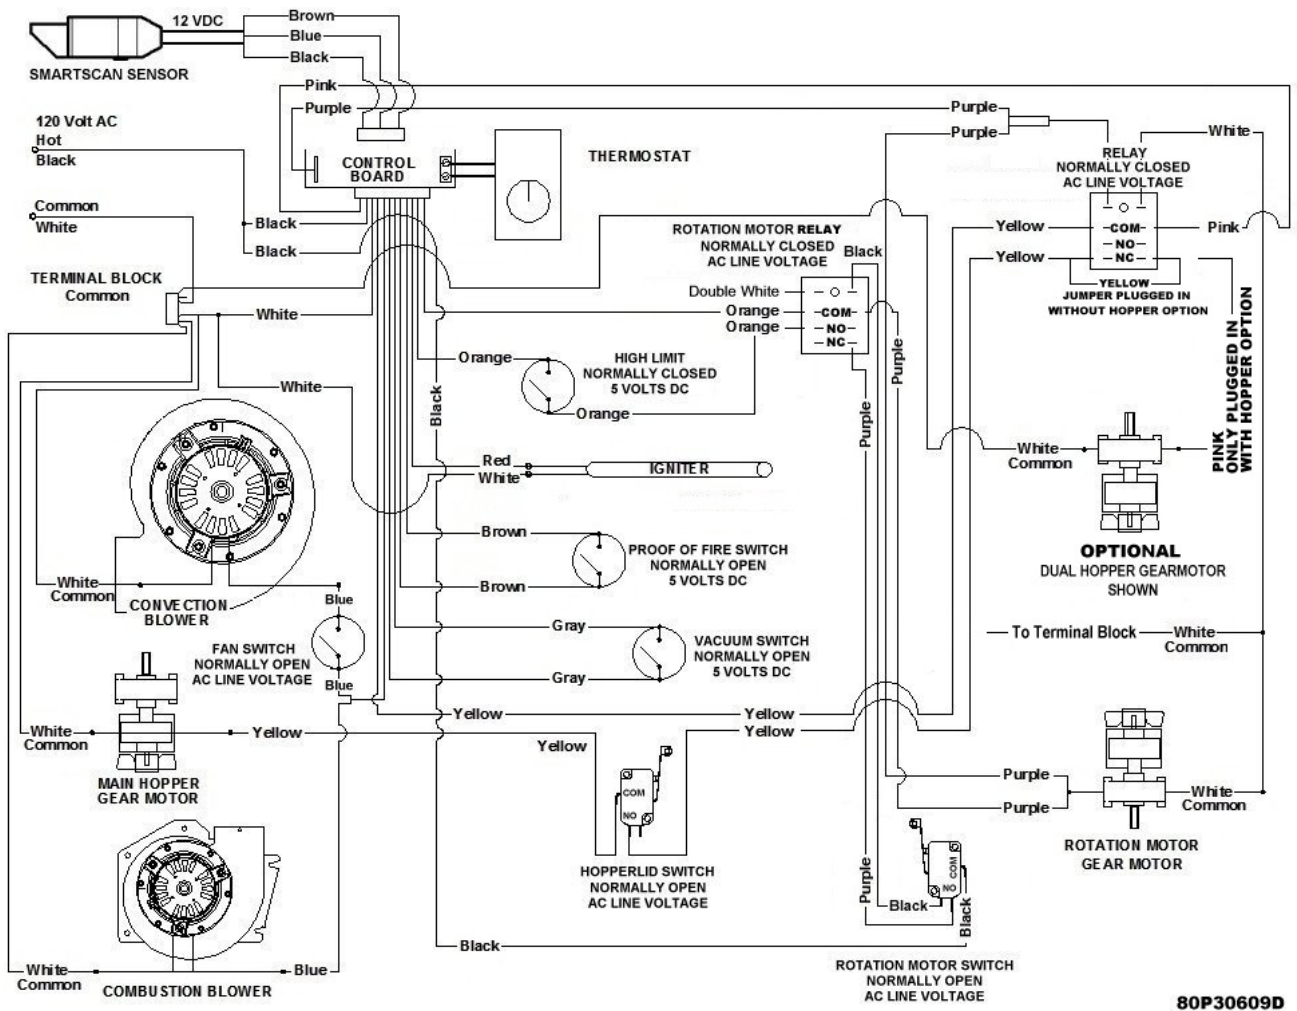 12 VDC
Brown
Blue
Black
SMARTSCAN SENSOR
Pink
Purple
Purple
Purple
White
120 Volt AC
Hot
Black
CONTROL
BOARD
THERMOSTAT
RELAY
NORMALLY CLOSED
AC LINE VOLTAGE
Common
White
Black
Black
ROTATION MOTOR RELAY
NORMALLY CLOSED
AC LINE VOLTAGE
Black
Yellow
Yellow
COM
NO
NC
Pink
YELLOW
JUMPER PLUGGED IN
WITHOUT HOPPER OPTION
TERMINAL BLOCK
Common
White
Double White
Orange
Orange
COM
NO
NC
Purple
Purple
PINK
ONLY PLUGGED IN
WITH HOPPER OPTION
Orange
HIGH LIMIT
NORMALLY CLOSED
5 VOLTS DC
Orange
White
Black
Red
White
IGNITER
White
Common
Brown
PROOF OF FIRE SWITCH
NORMALLY OPEN
5 VOLTS DC
Brown
OPTIONAL
DUAL HOPPER GEARMOTOR
SHOWN
White
Common
CONVECTION
BLOWER
Blue
FAN SWITCH
NORMALLY OPEN
AC LINE VOLTAGE
Blue
Gray
VACUUM SWITCH
NORMALLY OPEN
5 VOLTS DC
Gray
To Terminal Block
White
Common
Yellow
Yellow
Yellow
White
Common
Yellow
Yellow
MAIN HOPPER
GEAR MOTOR
COM
NO
HOPPERLID SWITCH
NORMALLY OPEN
AC LINE VOLTAGE
Purple
Purple
White
Common
ROTATION MOTOR
GEAR MOTOR
Purple
COM
NO
Black
Black
Black
ROTATION MOTOR SWITCH
NORMALLY OPEN
AC LINE VOLTAGE
White
Common
Blue
COMBUSTION BLOWER
80P30609D